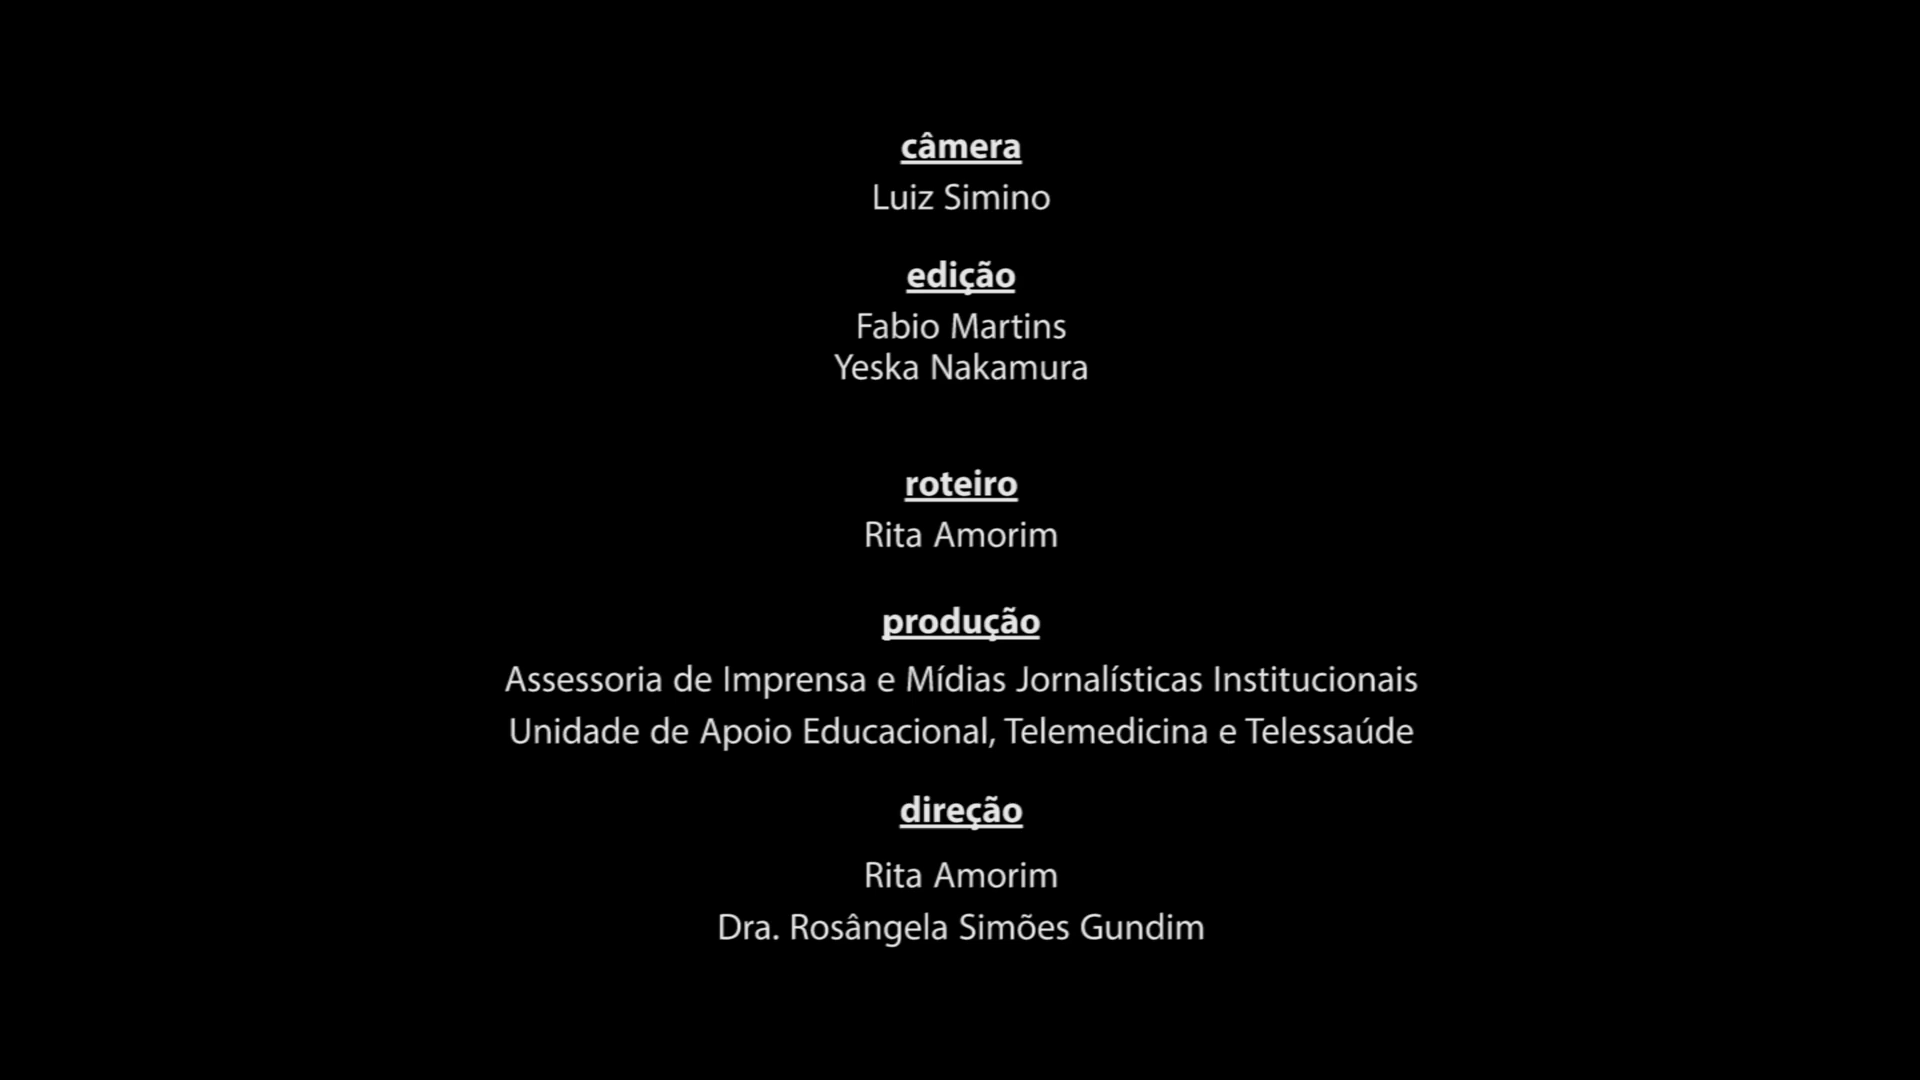 câmera
Luiz Simino
edição
Fabio Martins
Yeska Nakamura
roteiro
Rita Amorim
produção
Assessoria de Imprensa e Mídias Jornalísticas Institucionais
Unidade de Apoio Educacional, Telemedicina e Telessaúde
direção
Rita Amorim
Dra. Rosângela Simões Gundim